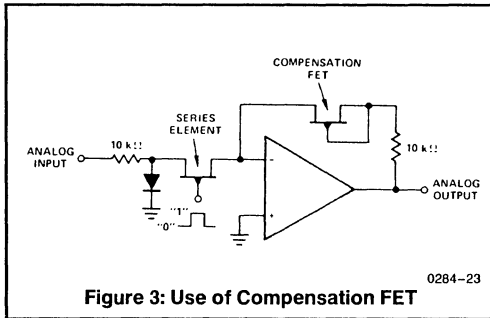 COMPENSATION
FET
SERIES
ELEMENT
10 kΩ
ANALOG
INPUT
"1"
"0"
-
+
10 kΩ
ANALOG
OUTPUT
0284-23
Figure 3: Use of Compensation FET